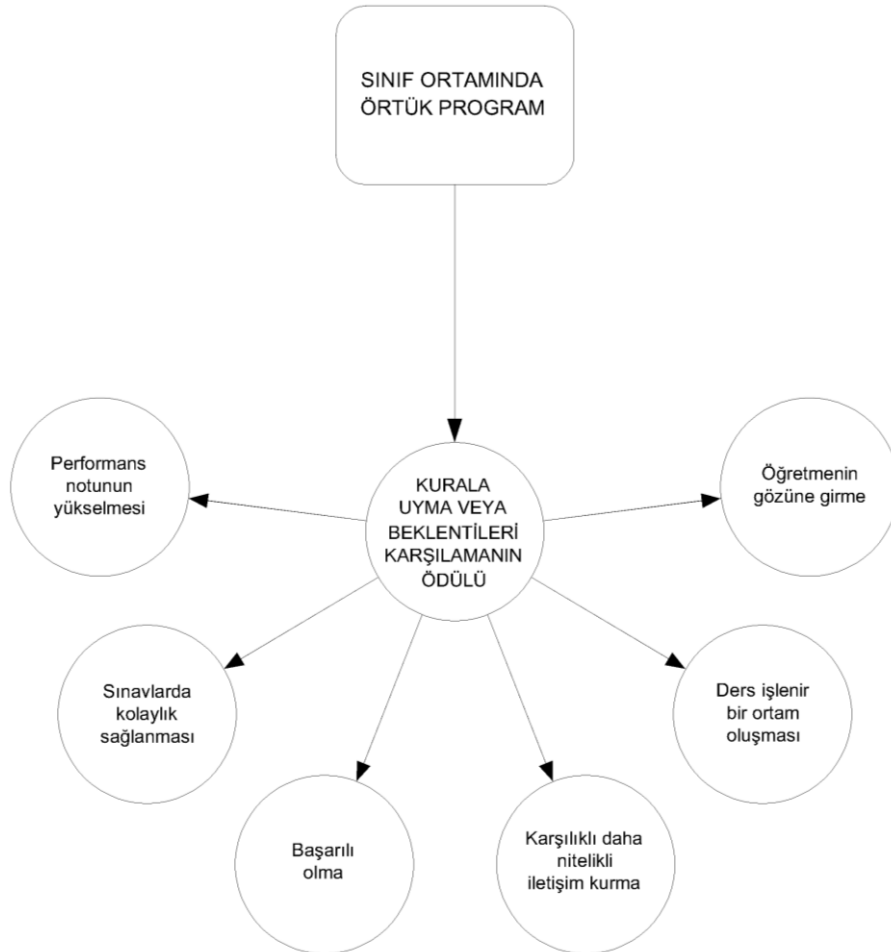 SINIF ORTAMINDA
ÖRTÜK PROGRAM
KURALA
UYMA VEYA
BEKLENTİLERİ
KARŞILAMANIN
ÖDÜLÜ
Performans
notunun
yükselmesi
Öğretmenin
gözüne girme
Sınavlarda
kolaylık
sağlanması
Ders işlenir
bir ortam
oluşması
Başarılı
olma
Karşılıklı daha
nitelikli
iletişim kurma